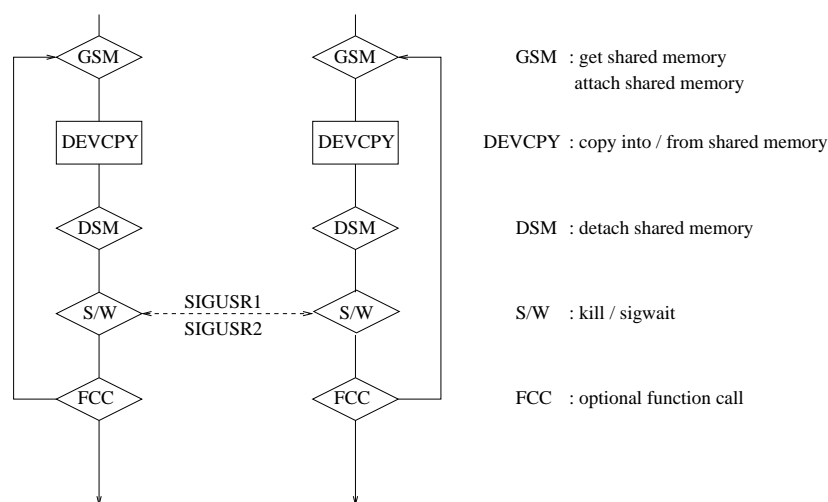 GSM
GSM
GSM : get shared memory
attach shared memory
DEVCPY
DEVCPY
DEVCPY : copy into / from shared memory
DSM
DSM
DSM : detach shared memory
SIGUSR1
S/W
S/W
S/W : kill / sigwait
SIGUSR2
FCC
FCC
FCC : optional function call